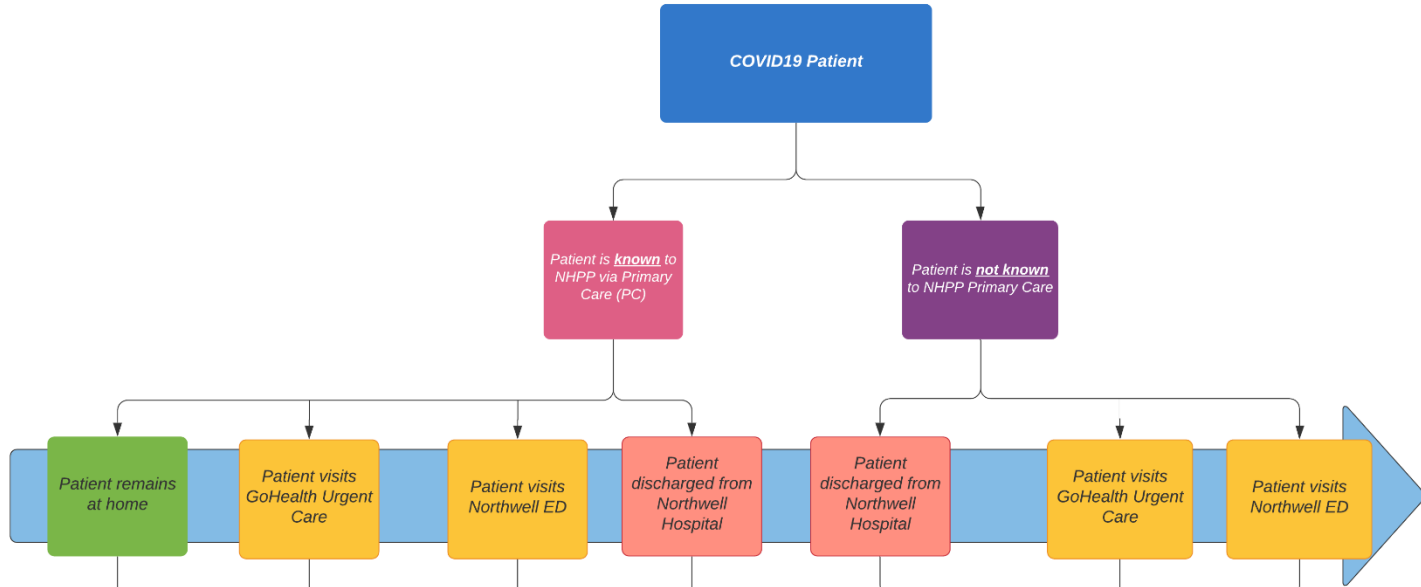 COVID19 Patient
Patient is known to
NHPP via Primary
Care (PC)
Patient is not known
to NHPP Primary Care
Patient remains
at home
Patient visits
GoHealth Urgent
Care
Patient visits
Northwell ED
Patient
discharged from
Northwell
Hospital
Patient
discharged from
Northwell
Hospital
Patient visits
GoHealth Urgent
Care
Patient visits
Northwell ED